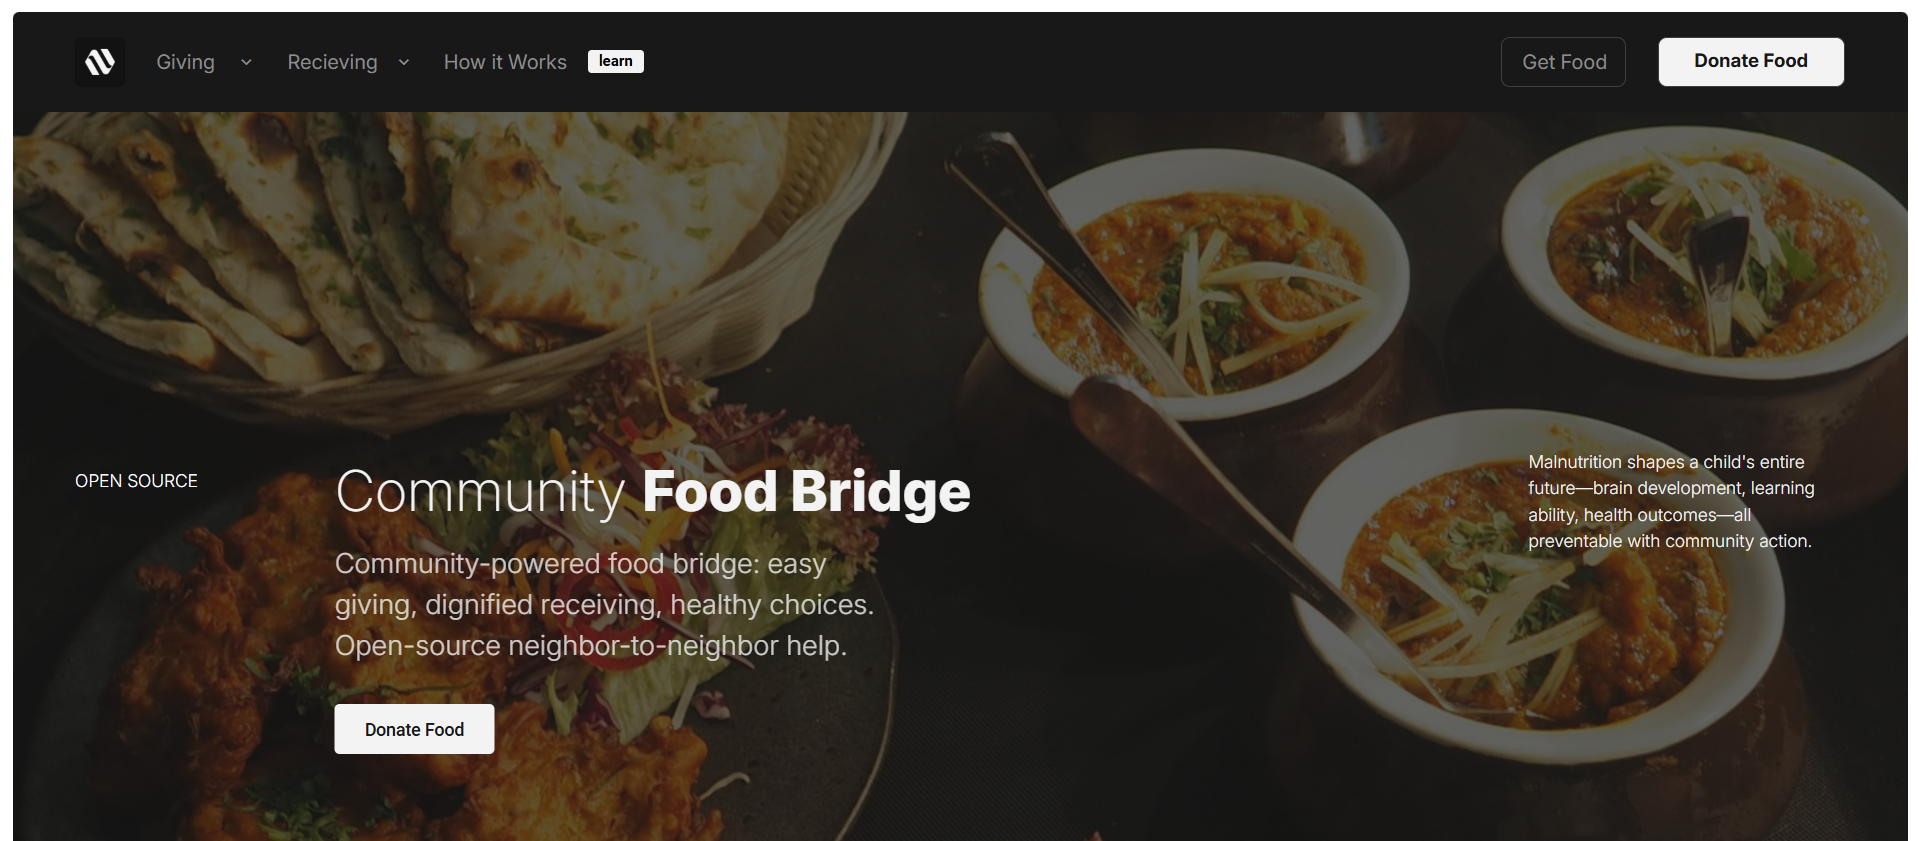 Giving
Recieving
How it Works
learn
Get Food
Donate Food
OPEN SOURCE
Community Food Bridge
Community-powered food bridge: easy
giving, dignified receiving, healthy choices.
Open-source neighbor-to-neighbor help.
Donate Food
Malnutrition shapes a child's entire
future—brain development, learning
ability, health outcomes—all
preventable with community action.